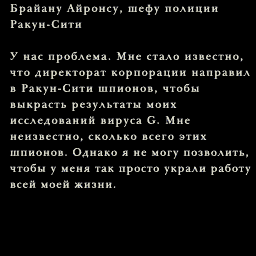 Брайану Айронсу, шефу полиции
Ракун-Сити
У нас проблема. Мне стало известно,
что директорат корпорации направил
в Ракун-Сити шпионов, чтобы
выкрасть результаты моих
исследований вируса G. Мне
неизвестно, сколько всего этих
шпионов. Однако я не могу позволить,
чтобы у меня так просто украли работу
всей моей жизни.